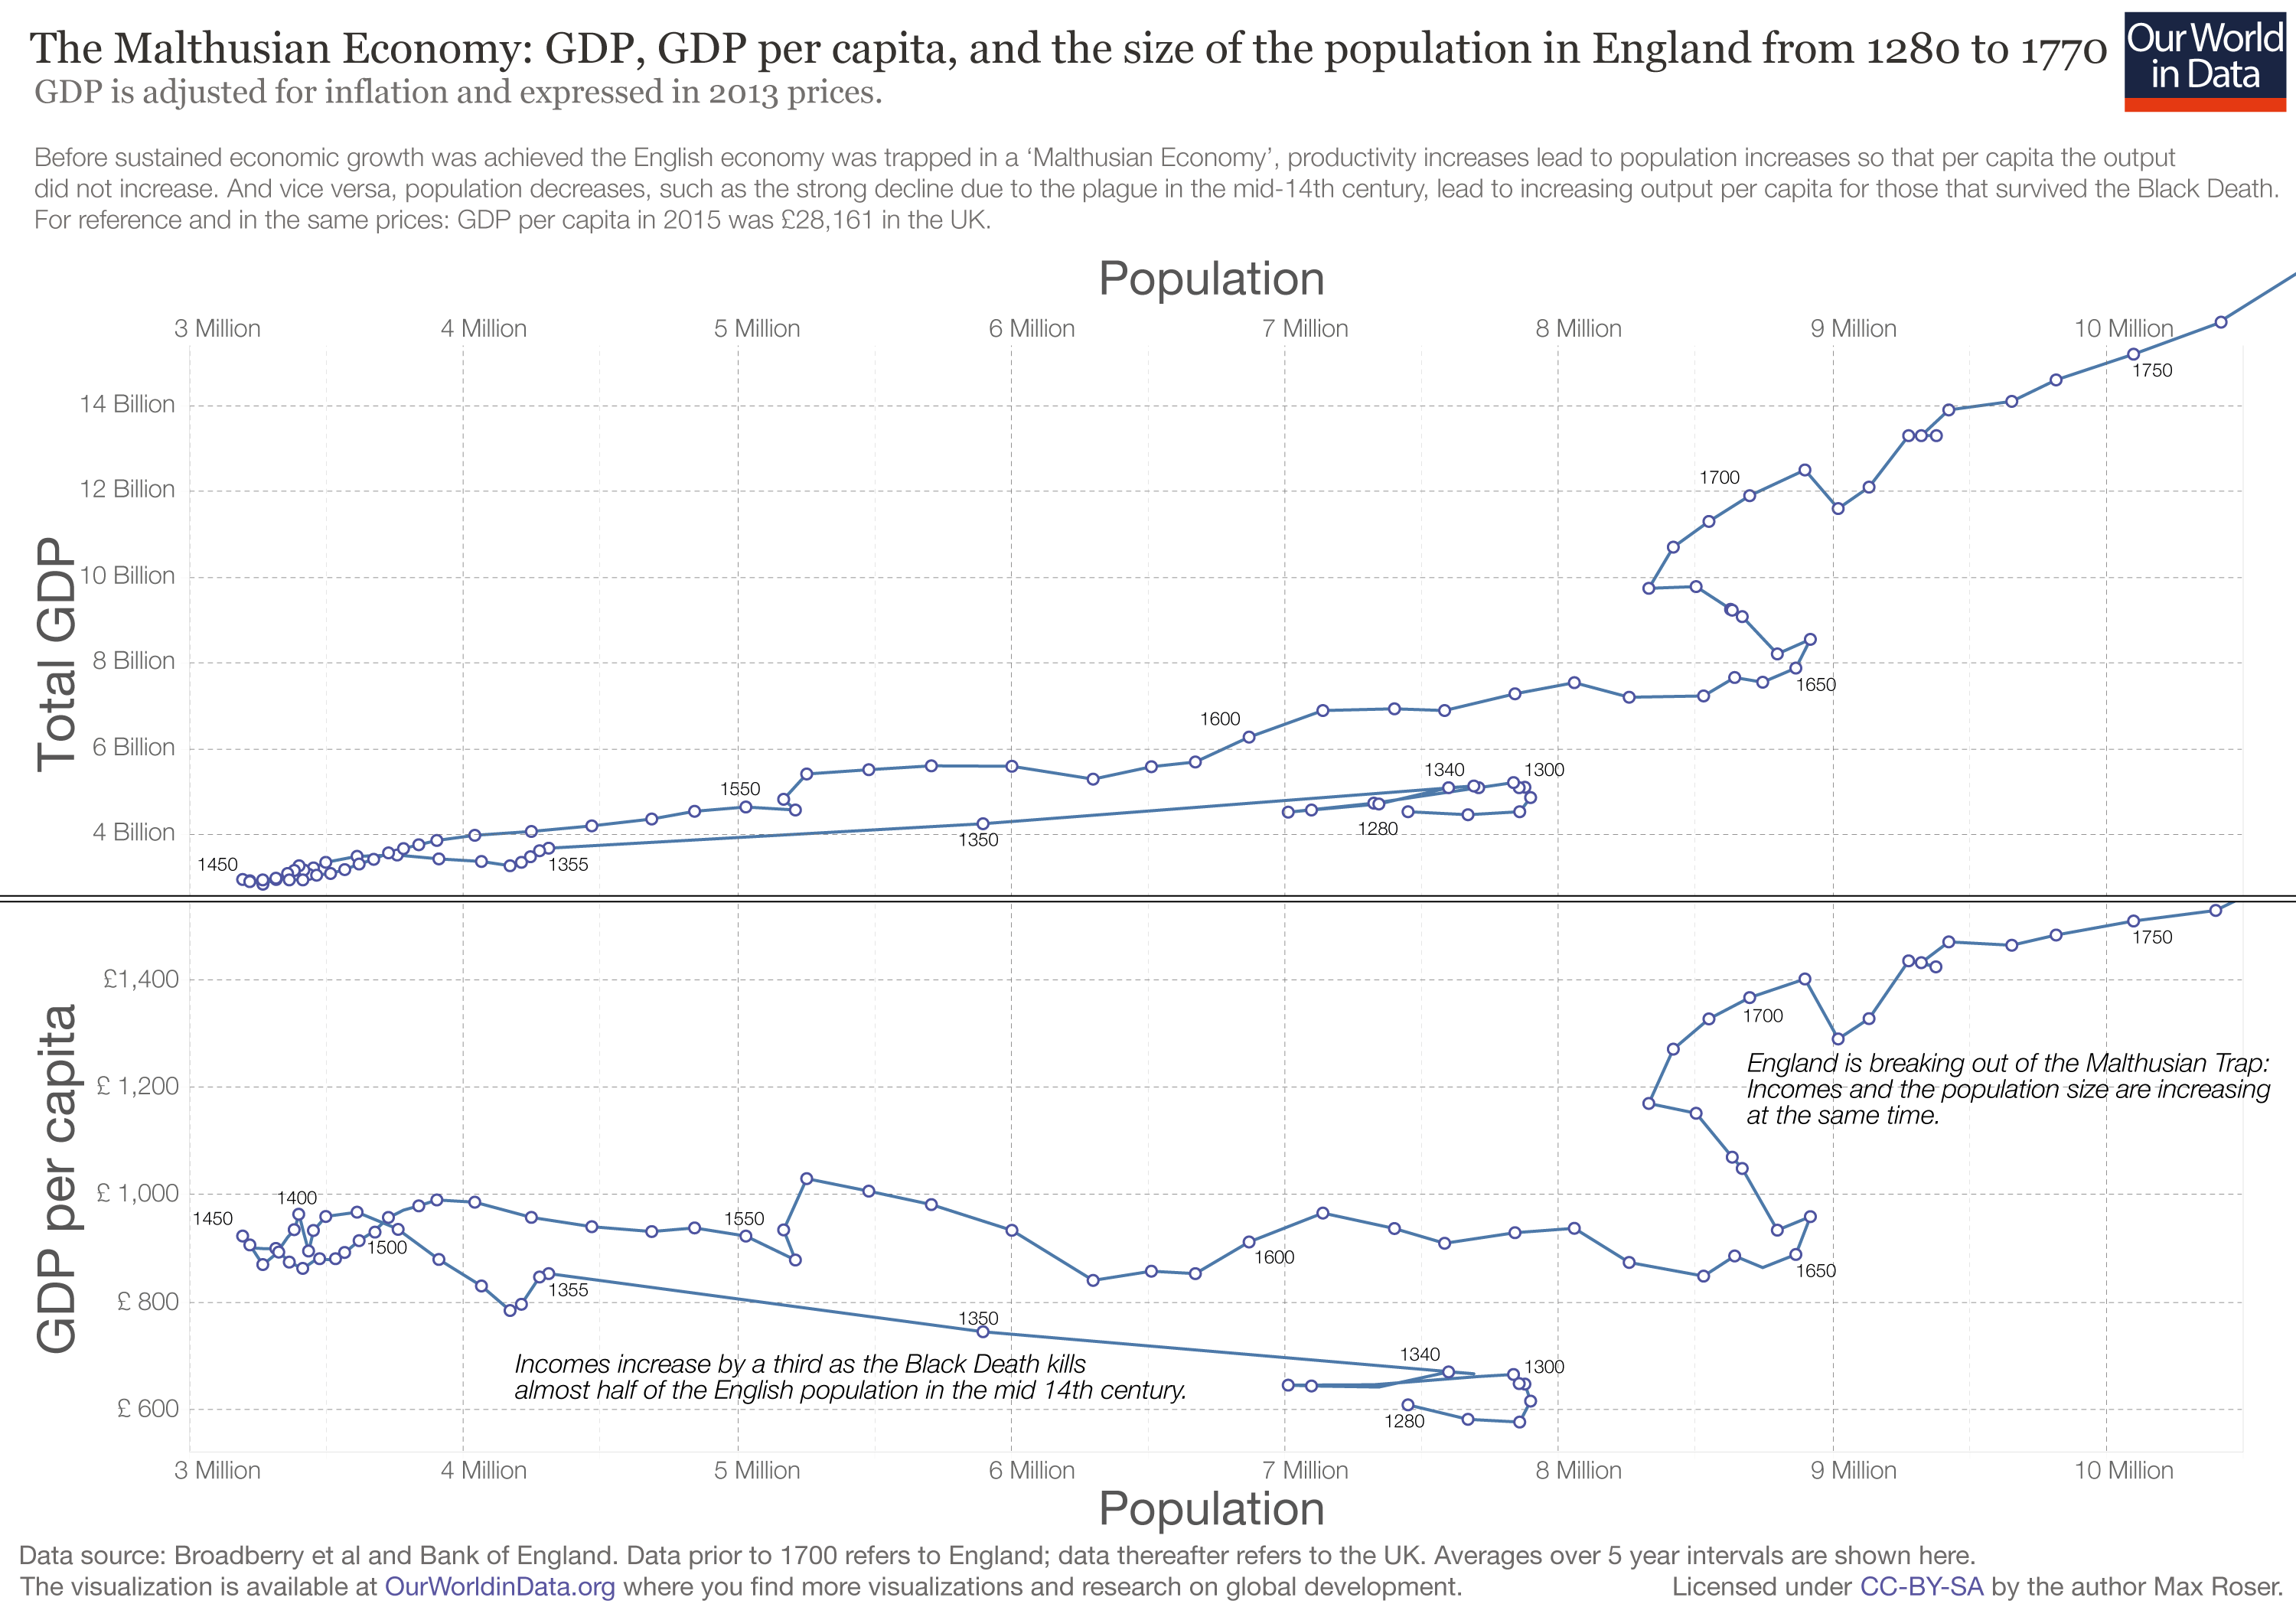 The Malthusian Economy: GDP, GDP per capita, and the size of the population in England from 1280 to 1770
Our World
in Data
GDP is adjusted for inflation and expressed in 2013 prices.
Before sustained economic growth was achieved the English economy was trapped in a ‘Malthusian Economy’, productivity increases lead to population increases so that per capita the output
did not increase. And vice versa, population decreases, such as the strong decline due to the plague in the mid-14th century, lead to increasing output per capita for those that survived the Black Death.
For reference and in the same prices: GDP per capita in 2015 was £28,161 in the UK.
Population
3 Million 4 Million 5 Million 6 Million 7 Million 8 Million 9 Million 10 Million
Total GDP
14 Billion
12 Billion
10 Billion
8 Billion
6 Billion
4 Billion
1750
1700
1650
1600
1340 1300
1550
1280
1350
1450 1355
GDP per capita
£1,400
£ 1,200
£ 1,000
£ 800
£ 600
1750
1700
England is breaking out of the Malthusian Trap:
Incomes and the population size are increasing
at the same time.
1400
1450 1550
1500 1600
1650
1355
1350
1340 1300
Incomes increase by a third as the Black Death kills
almost half of the English population in the mid 14th century.
1280
3 Million 4 Million 5 Million 6 Million 7 Million 8 Million 9 Million 10 Million
Population
Data source: Broadberry et al and Bank of England. Data prior to 1700 refers to England; data thereafter refers to the UK. Averages over 5 year intervals are shown here.
The visualization is available at OurWorldinData.org where you find more visualizations and research on global development.
Licensed under CC-BY-SA by the author Max Roser.